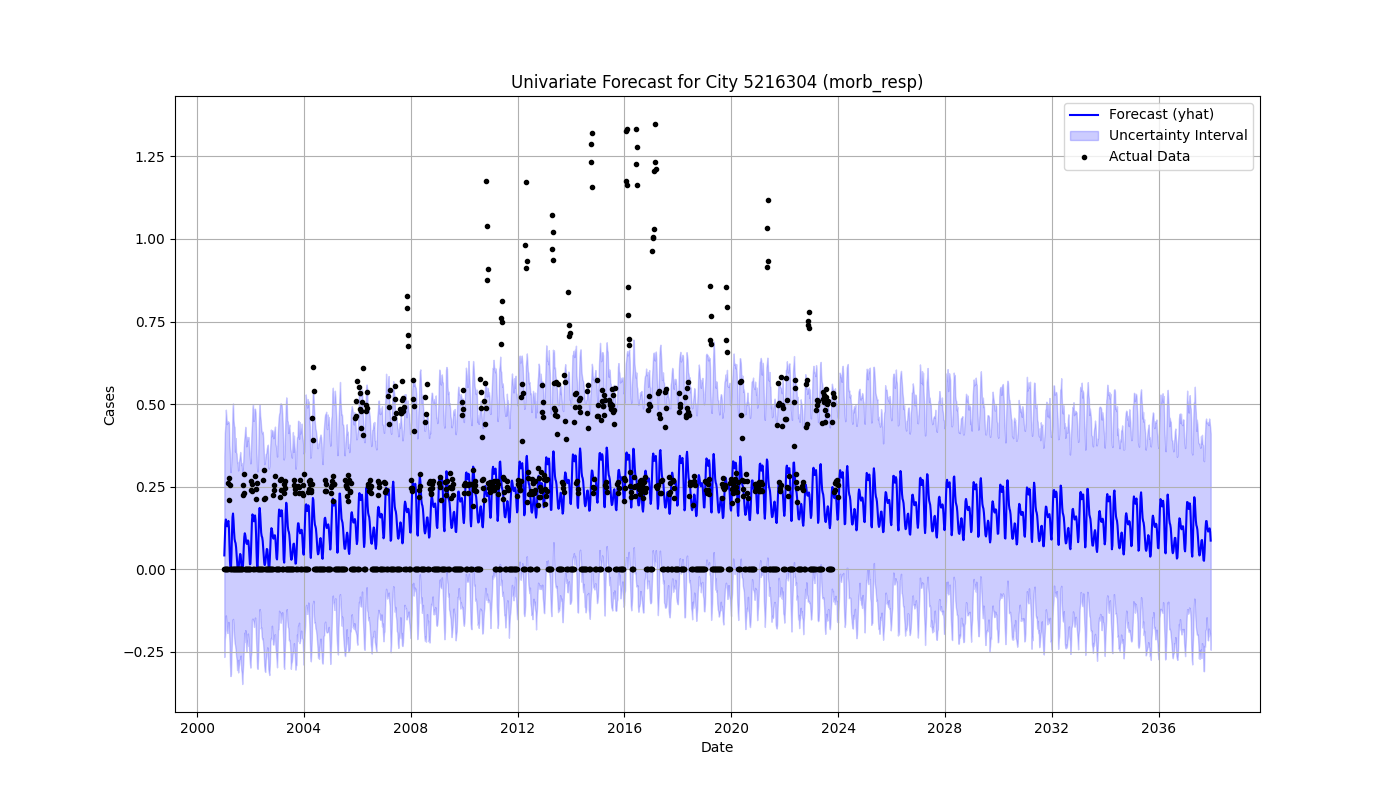 Univariate Forecast for City 5216304 (morb_resp)
Forecast (yhat)
Uncertainty Interval
Actual Data
Cases
1.25
1.00
0.75
0.50
0.25
0.00
−0.25
2000 2004 2008 2012 2016 2020 2024 2028 2032 2036
Date